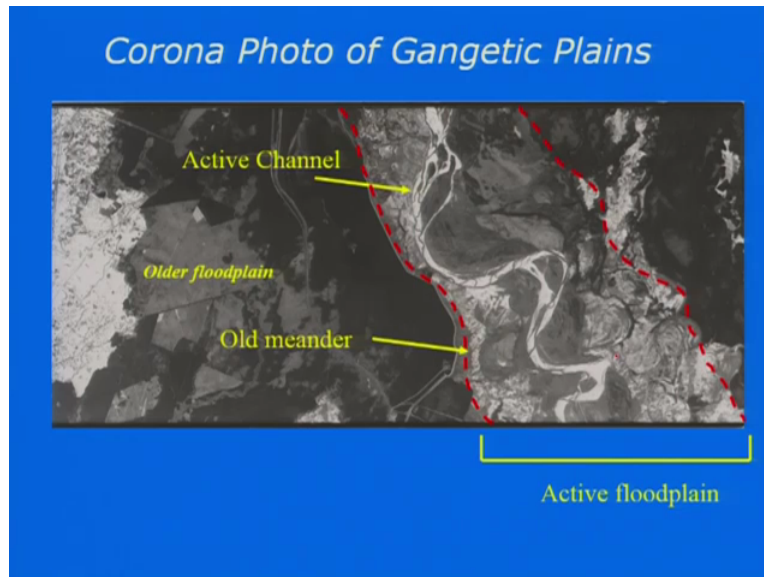 Corona Photo of Gangetic Plains
Active Channel
Older floodplain
Old meander
Active floodplain